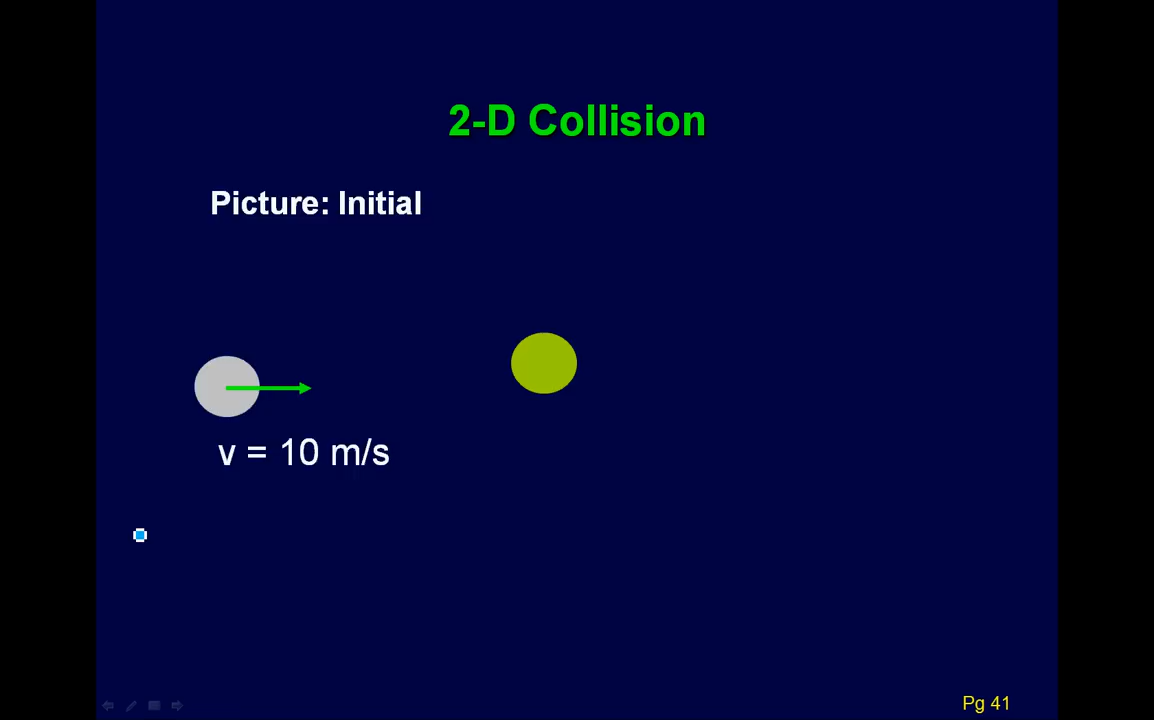 2-D Collision
Picture: Initial
v = 10 m/s
Pg 41